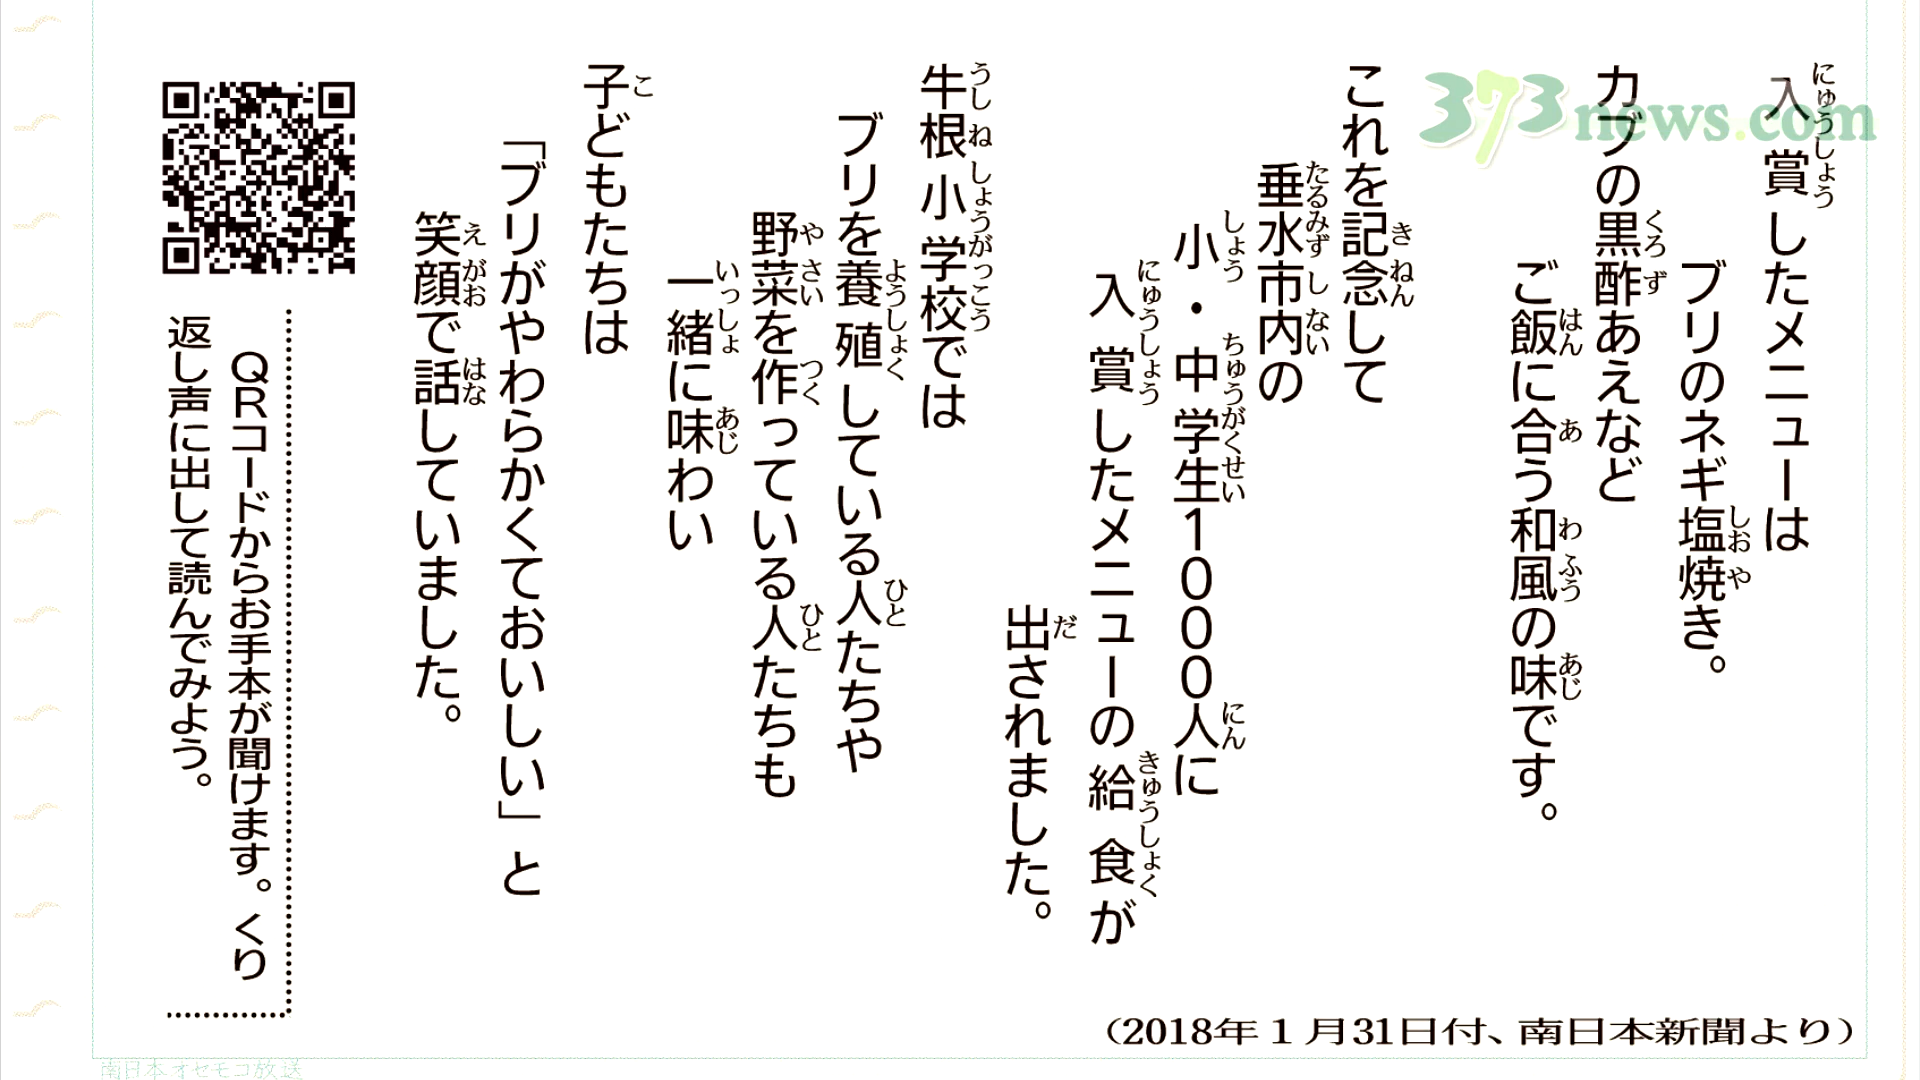 入賞したメニューは
ブリのネギ塩焼き。
カブの黒酢あえなど
ご飯に合う和風の味です。
これを記念して
垂水市内の
小・中学生1000人に
入賞したメニューの給食が
出されました。
牛根小学校では
ブリを養殖している人たちや
野菜を作っている人たちも
一緒に味わい
子どもたちは
「ブリがやわらかくておいしい」と
笑顔で話していました。
QRコードからお手本が聞けます。くり
返し声に出して読んでみよう。
(2018年1月31日付、南日本新聞より)
373news.com
南日本オセモコ放送